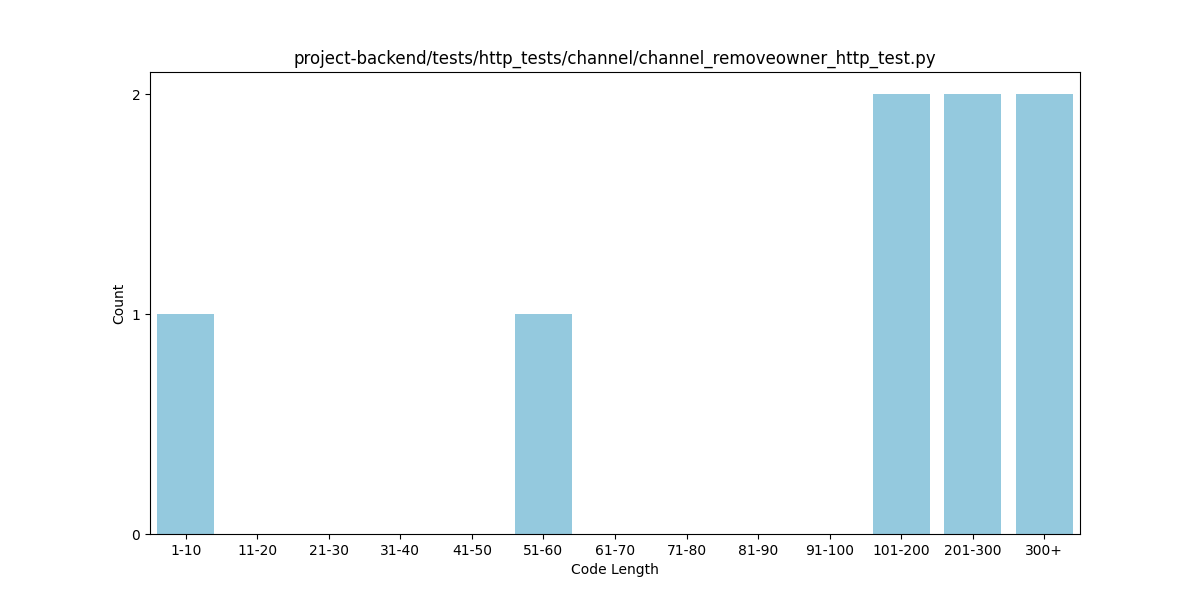 project-backend/tests/http_tests/channel/channel_removeowner_http_test.py
2
1
0
Count
1-10 11-20 21-30 31-40 41-50 51-60 61-70 71-80 81-90 91-100 101-200 201-300 300+
Code Length